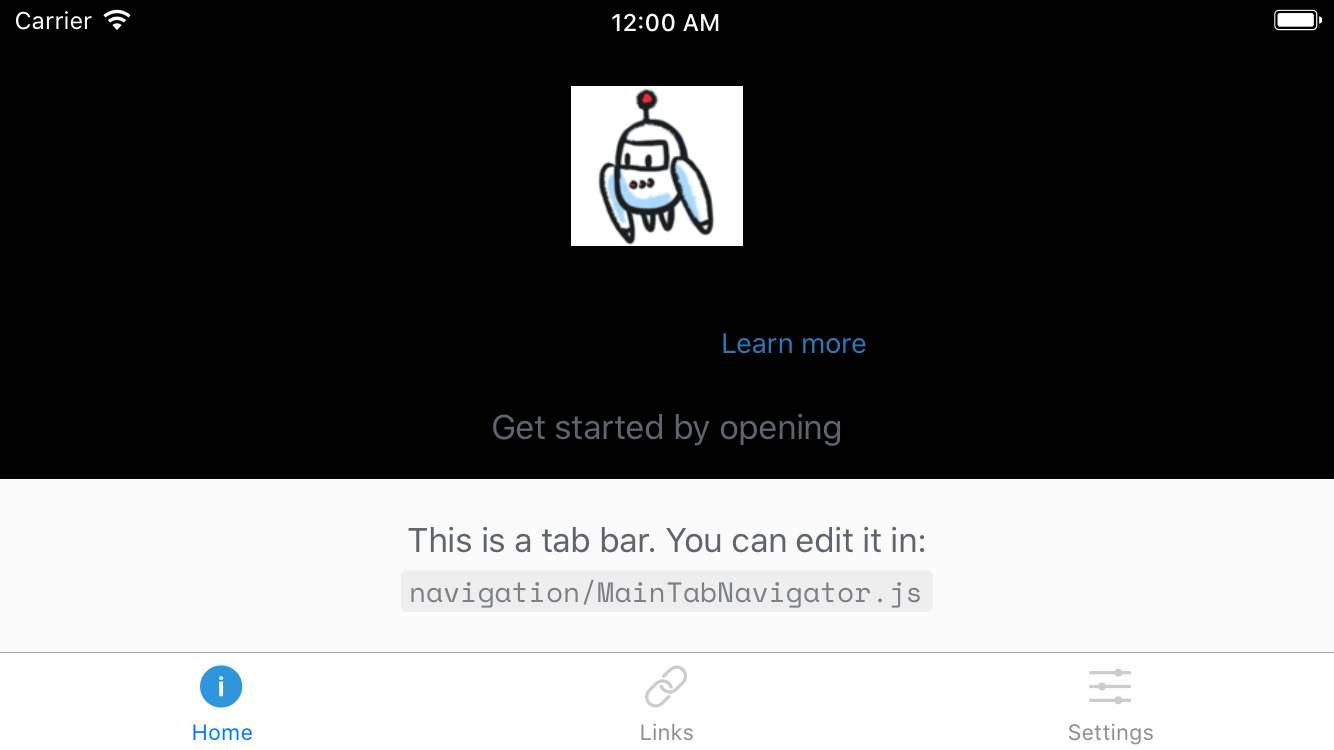 Carrier
12:00 AM
Learn more
Get started by opening
This is a tab bar. You can edit it in:
navigation/MainTabNavigator.js
Home
Links
Settings